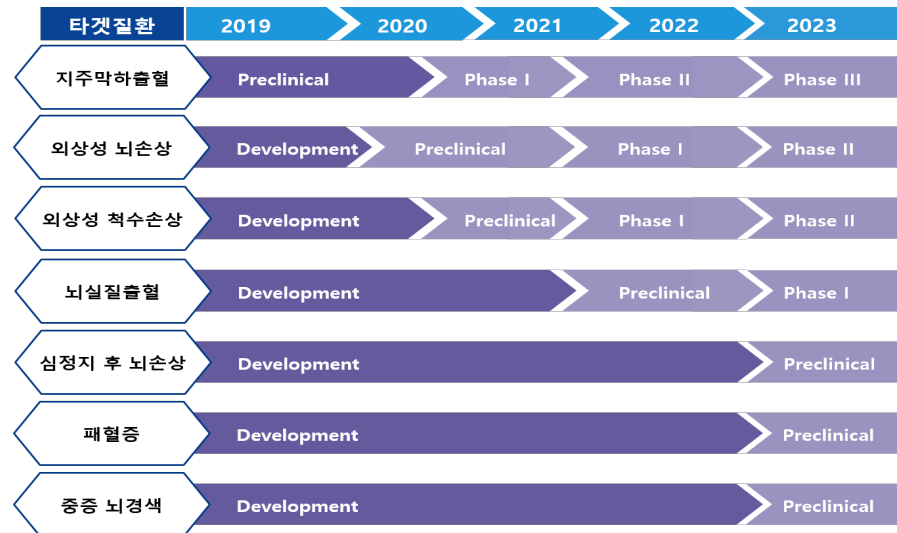 타겟질환 2019 2020 2021 2022 2023
지주막하출혈 Preclinical Phase I Phase II Phase III
외상성 뇌손상 Development Preclinical Phase I Phase II
외상성 척수손상 Development Preclinical Phase I Phase II
뇌실질출혈 Development Preclinical Phase I
심정지 후 뇌손상 Development Preclinical
패혈증 Development Preclinical
중증 뇌경색 Development Preclinical